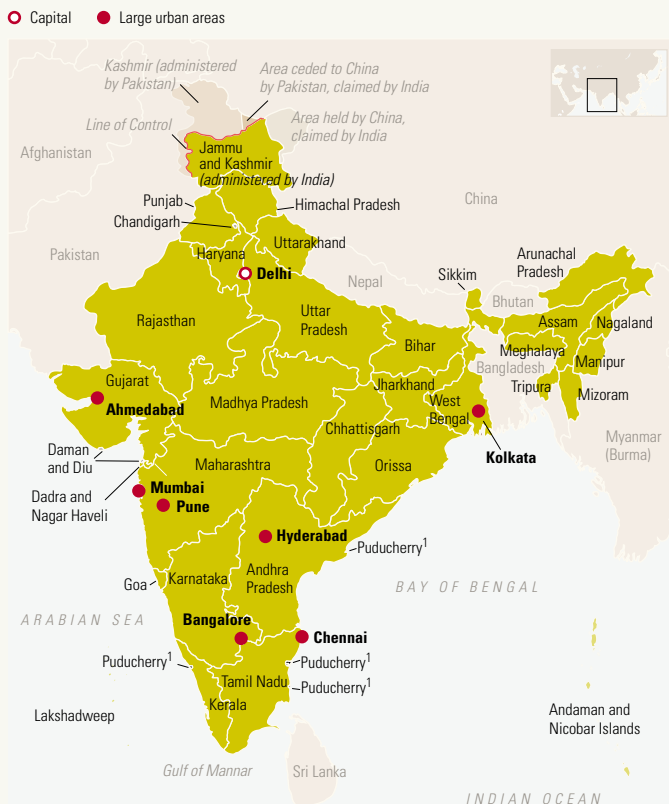 Capital
Large urban areas
Kashmir (administered
by Pakistan)
Area ceded to China
by Pakistan, claimed by India
Line of Control
Area held by China,
claimed by India
Afghanistan
Jammu
and Kashmir
(administered by India)
Punjab
Himachal Pradesh
China
Chandigarh
Uttarakhand
Pakistan
Haryana
Delhi
Nepal
Sikkim
Arunachal
Pradesh
Bhutan
Rajasthan
Uttar
Pradesh
Assam
Nagaland
Bihar
Meghalaya
Bangladesh
Manipur
Gujarat
Jharkhand
Tripura
Mizoram
Ahmedabad
Madhya Pradesh
West
Bengal
Chhattisgarh
Myanmar
(Burma)
Daman
and Diu
Maharashtra
Orissa
Kolkata
Dadra and
Nagar Haveli
Mumbai
Pune
Hyderabad
Puducherry1
Goa
Karnataka
Andhra
Pradesh
BAY OF BENGAL
ARABIAN SEA
Bangalore
Chennai
Puducherry1
Puducherry1
Tamil Nadu
Puducherry1
Kerala
Lakshadweep
Andaman and
Nicobar Islands
Gulf of Mannar
Sri Lanka
INDIAN OCEAN